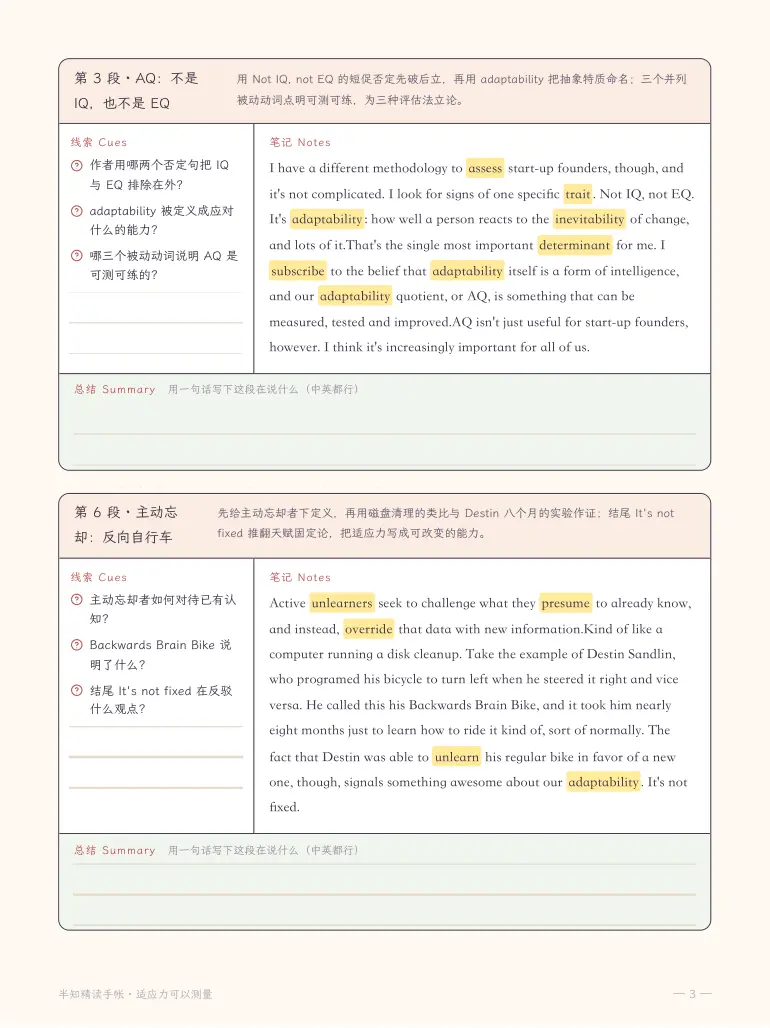 第 3 段・AQ：不是
IQ，也不是 EQ
用 Not IQ, not EQ 的短促否定先破后立，再用 adaptability 把抽象特质命名；三个并列
被动动词点明可测可练，为三种评估法立论。
线索 Cues
作者用哪两个否定句把 IQ
与 EQ 排除在外？
adaptability 被定义成应对
什么的能力？
哪三个被动动词说明 AQ 是
可测可练的？
笔记 Notes
I have a different methodology to assess start-up founders, though, and
it's not complicated. I look for signs of one specific trait. Not IQ, not EQ.
It's adaptability: how well a person reacts to the inevitability of change,
and lots of it.That's the single most important determinant for me. I
subscribe to the belief that adaptability itself is a form of intelligence,
and our adaptability quotient, or AQ, is something that can be
measured, tested and improved.AQ isn't just useful for start-up founders,
however. I think it's increasingly important for all of us.
总结 Summary 用一句话写下这段在说什么（中英都行）
第 6 段・主动忘
却：反向自行车
先给主动忘却者下定义，再用磁盘清理的类比与 Destin 八个月的实验作证；结尾 It's not
fixed 推翻天赋固定论，把适应力写成可改变的能力。
线索 Cues
主动忘却者如何对待已有认
知？
Backwards Brain Bike 说
明了什么？
结尾 It's not fixed 在反驳
什么观点？
笔记 Notes
Active unlearners seek to challenge what they presume to already know,
and instead, override that data with new information.Kind of like a
computer running a disk cleanup. Take the example of Destin Sandlin,
who programed his bicycle to turn left when he steered it right and vice
versa. He called this his Backwards Brain Bike, and it took him nearly
eight months just to learn how to ride it kind of, sort of normally. The
fact that Destin was able to unlearn his regular bike in favor of a new
one, though, signals something awesome about our adaptability. It's not
fixed.
总结 Summary 用一句话写下这段在说什么（中英都行）
半知精读手帐・适应力可以测量
— 3 —